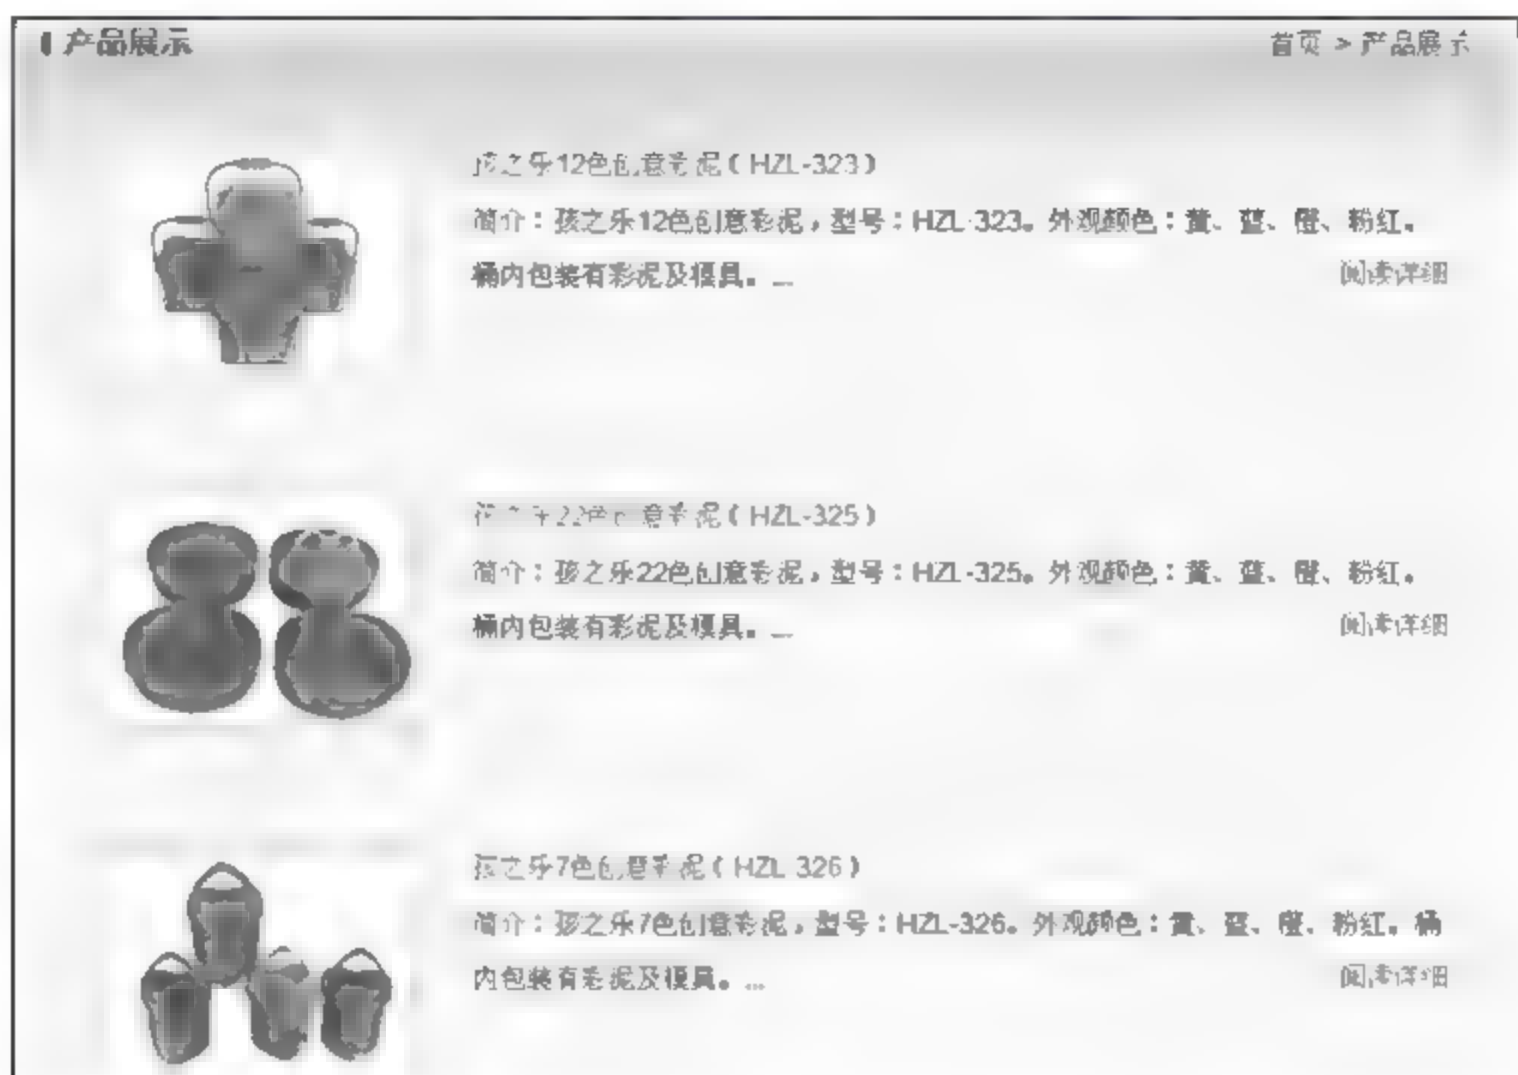 产品展示
首页 > 产品展示
孩之乐12色创意彩泥（HZL-323）
简介：孩之乐12色创意彩泥，型号：HZL-323。外观颜色：黄、蓝、橙、粉红。
桶内包装有彩泥及模具。...
阅读详细
孩之乐22色创意彩泥（HZL-325）
简介：孩之乐22色创意彩泥，型号：HZL-325。外观颜色：黄、蓝、橙、粉红。
桶内包装有彩泥及模具。...
阅读详细
孩之乐7色创意彩泥（HZL-326）
简介：孩之乐7色创意彩泥，型号：HZL-326。外观颜色：黄、蓝、橙、粉红。桶
内包装有彩泥及模具。...
阅读详细